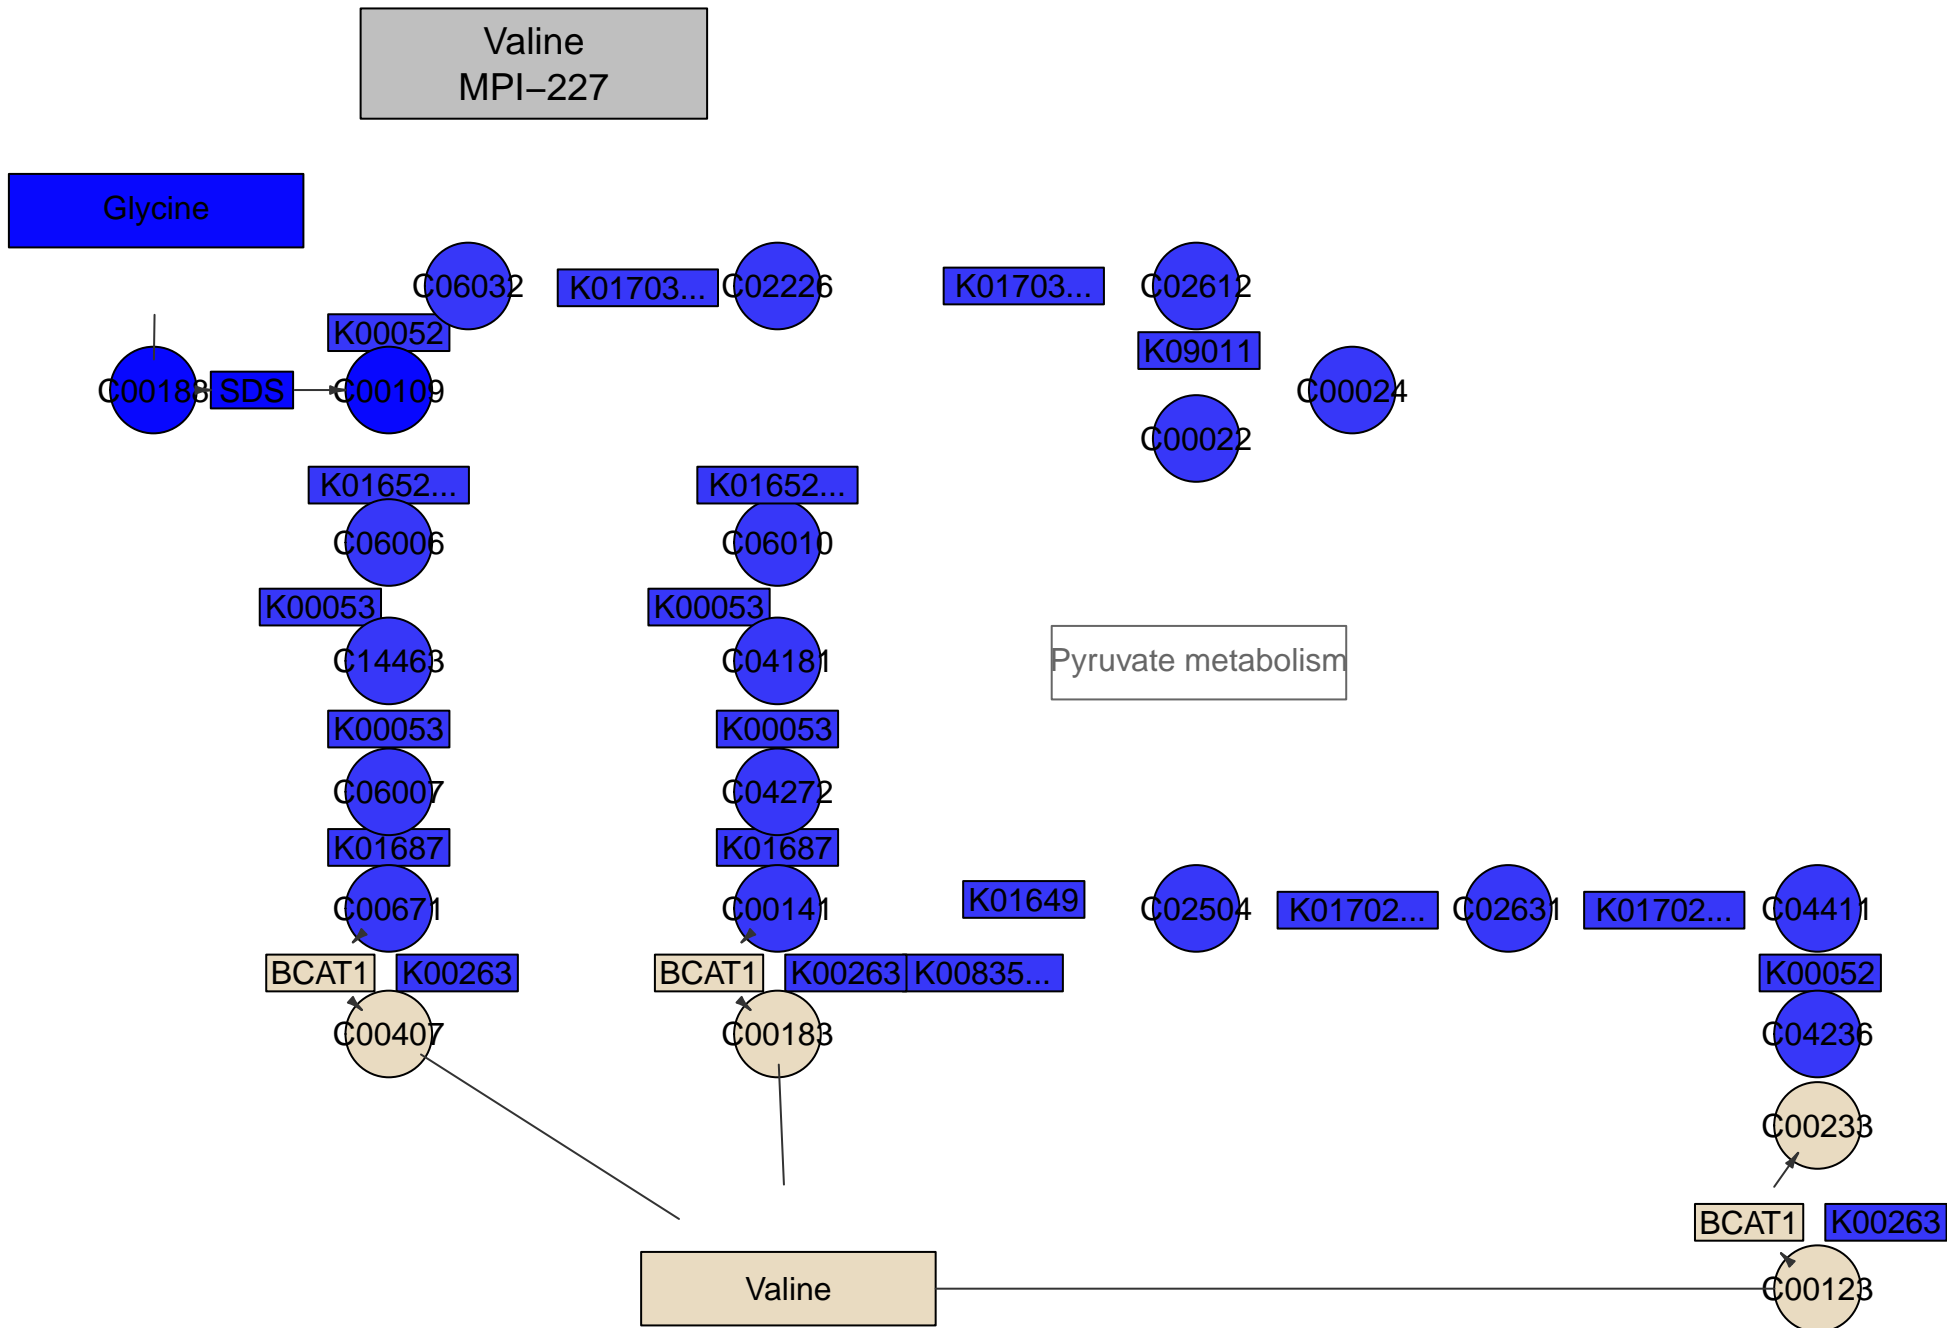 Valine
MPI−227
Glycine
C06032
K01703...
C02226
K01703...
C02612
K00052
K09011
C00188
SDS
C00109
C00024
C00022
K01652...
K01652...
C06006
C06010
K00053
K00053
C14463
C04181
Pyruvate metabolism
K00053
K00053
C06007
C04272
K01687
K01687
C00671
C00141
K01649
C02504
K01702...
C02631
K01702...
C04411
BCAT1
K00263
BCAT1
K00263
K00835...
K00052
C00407
C00183
C04236
C00233
BCAT1
K00263
Valine
C00123